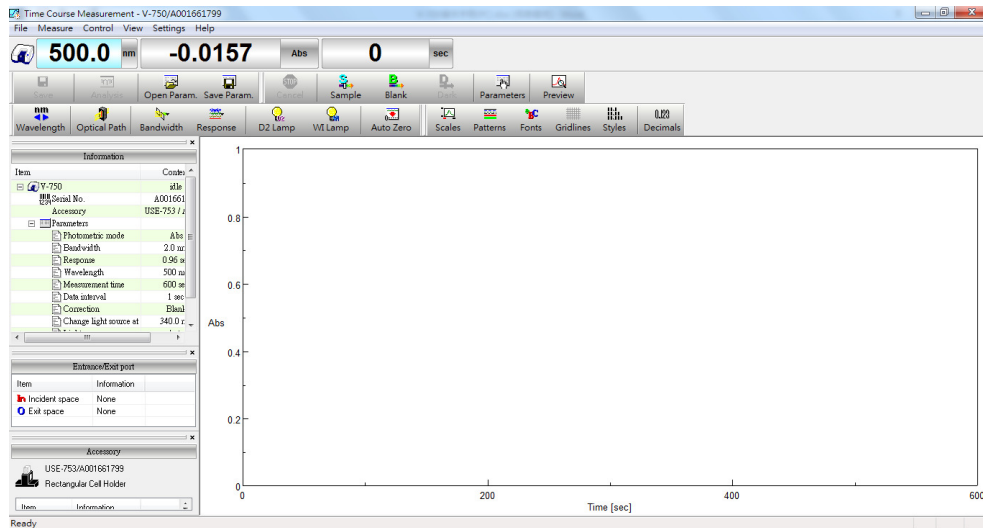 Time Course Measurement - V-750/A001661799
File Measure Control View Settings Help
500.0 nm -0.0157 Abs 0 sec
Save Analysis Open Param. Save Param. Cancel Sample Blank Dark Parameters Preview
Wavelength Optical Path Bandwidth Response D2 Lamp WI Lamp Auto Zero Scales Patterns Fonts Gridlines Styles Decimals
Information
Item Conter
V-750 idle
Serial No. A001661
Accessory USE-753 /
Parameters
Photometric mode Abs
Bandwidth 2.0 nr
Response 0.96 se
Wavelength 500 n
Measurement time 600 se
Data interval 1 sec
Correction Blank
Change light source at 340.0 r
Entrance/Exit port
Item Information
In Incident space None
O Exit space None
Accessory
USE-753/A001661799
Rectangular Cell Holder
Item Information
Ready
1
0.8
0.6
Abs
0.4
0.2
0
0 200 400 600
Time [sec]